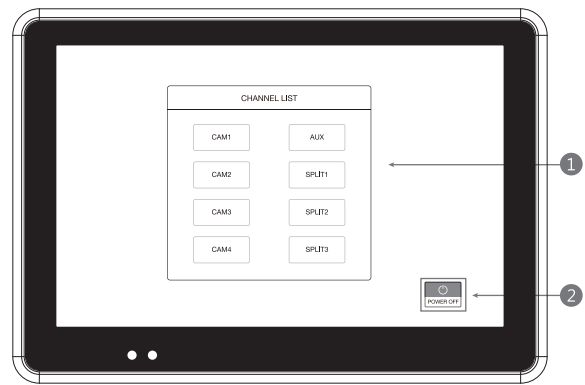 CHANNEL LIST
CAM1 AUX
CAM2 SPLIT1
CAM3 SPLIT2
CAM4 SPLIT3
1
POWER OFF
2